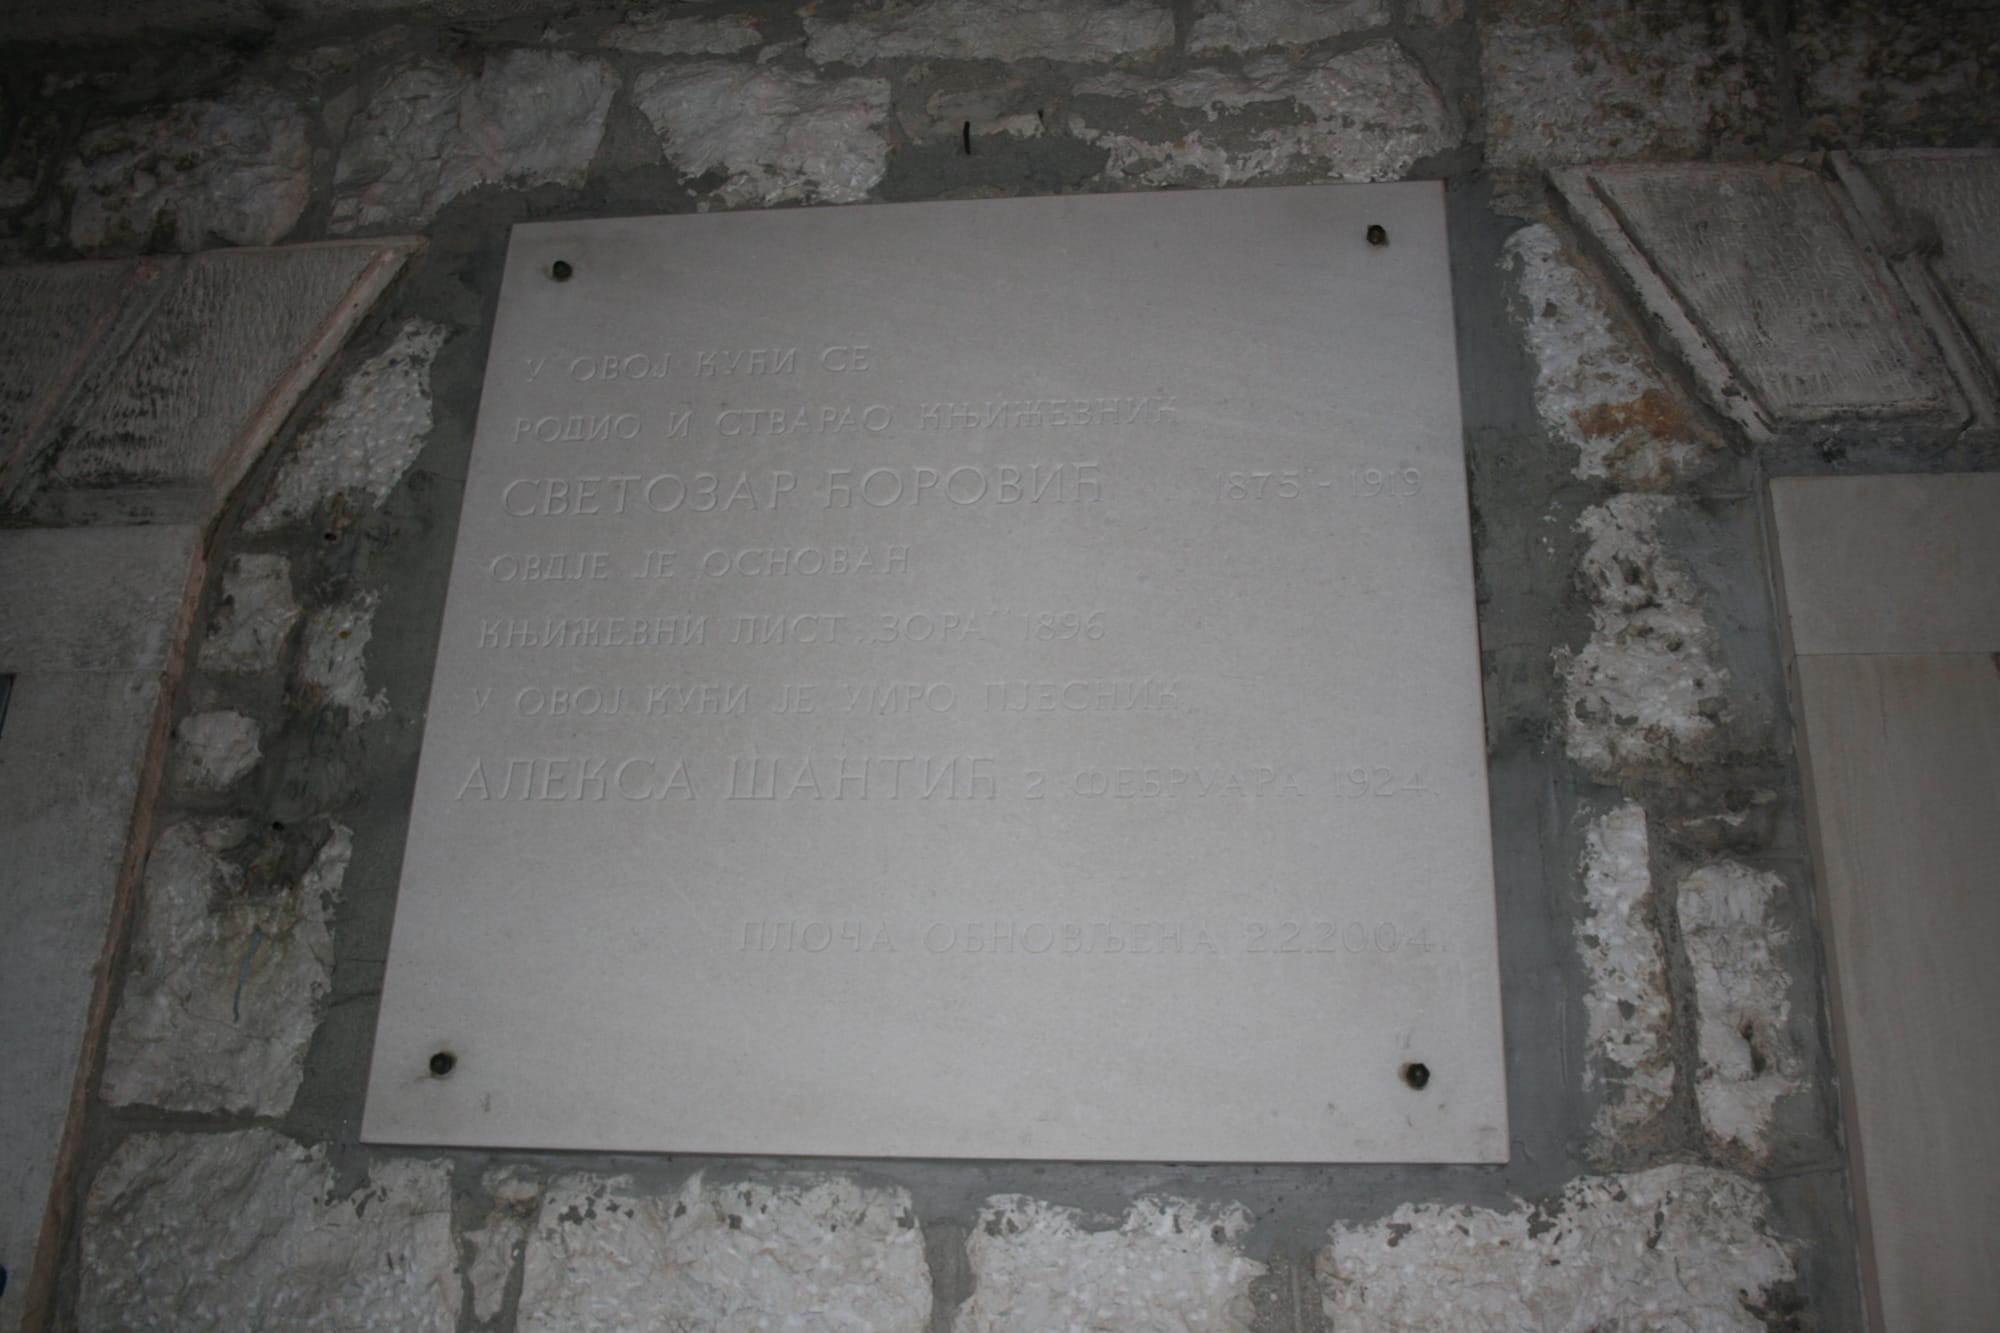 У ОВОЈ КУЋИ СЕ
РОДИО И СТВАРАО КЊИЖЕВНИК
СВЕТОЗАР ЋОРОВИЋ 1875 - 1919
ОВДЈЕ ЈЕ ОСНОВАН
КЊИЖЕВНИ ЛИСТ „ЗОРА” 1896
У ОВОЈ КУЋИ ЈЕ УМРО ПЈЕСНИК
АЛЕКСА ШАНТИЋ 2 ФЕБРУАРА 1924.
ПЛОЧА ОБНОВЉЕНА 2.2.2004.